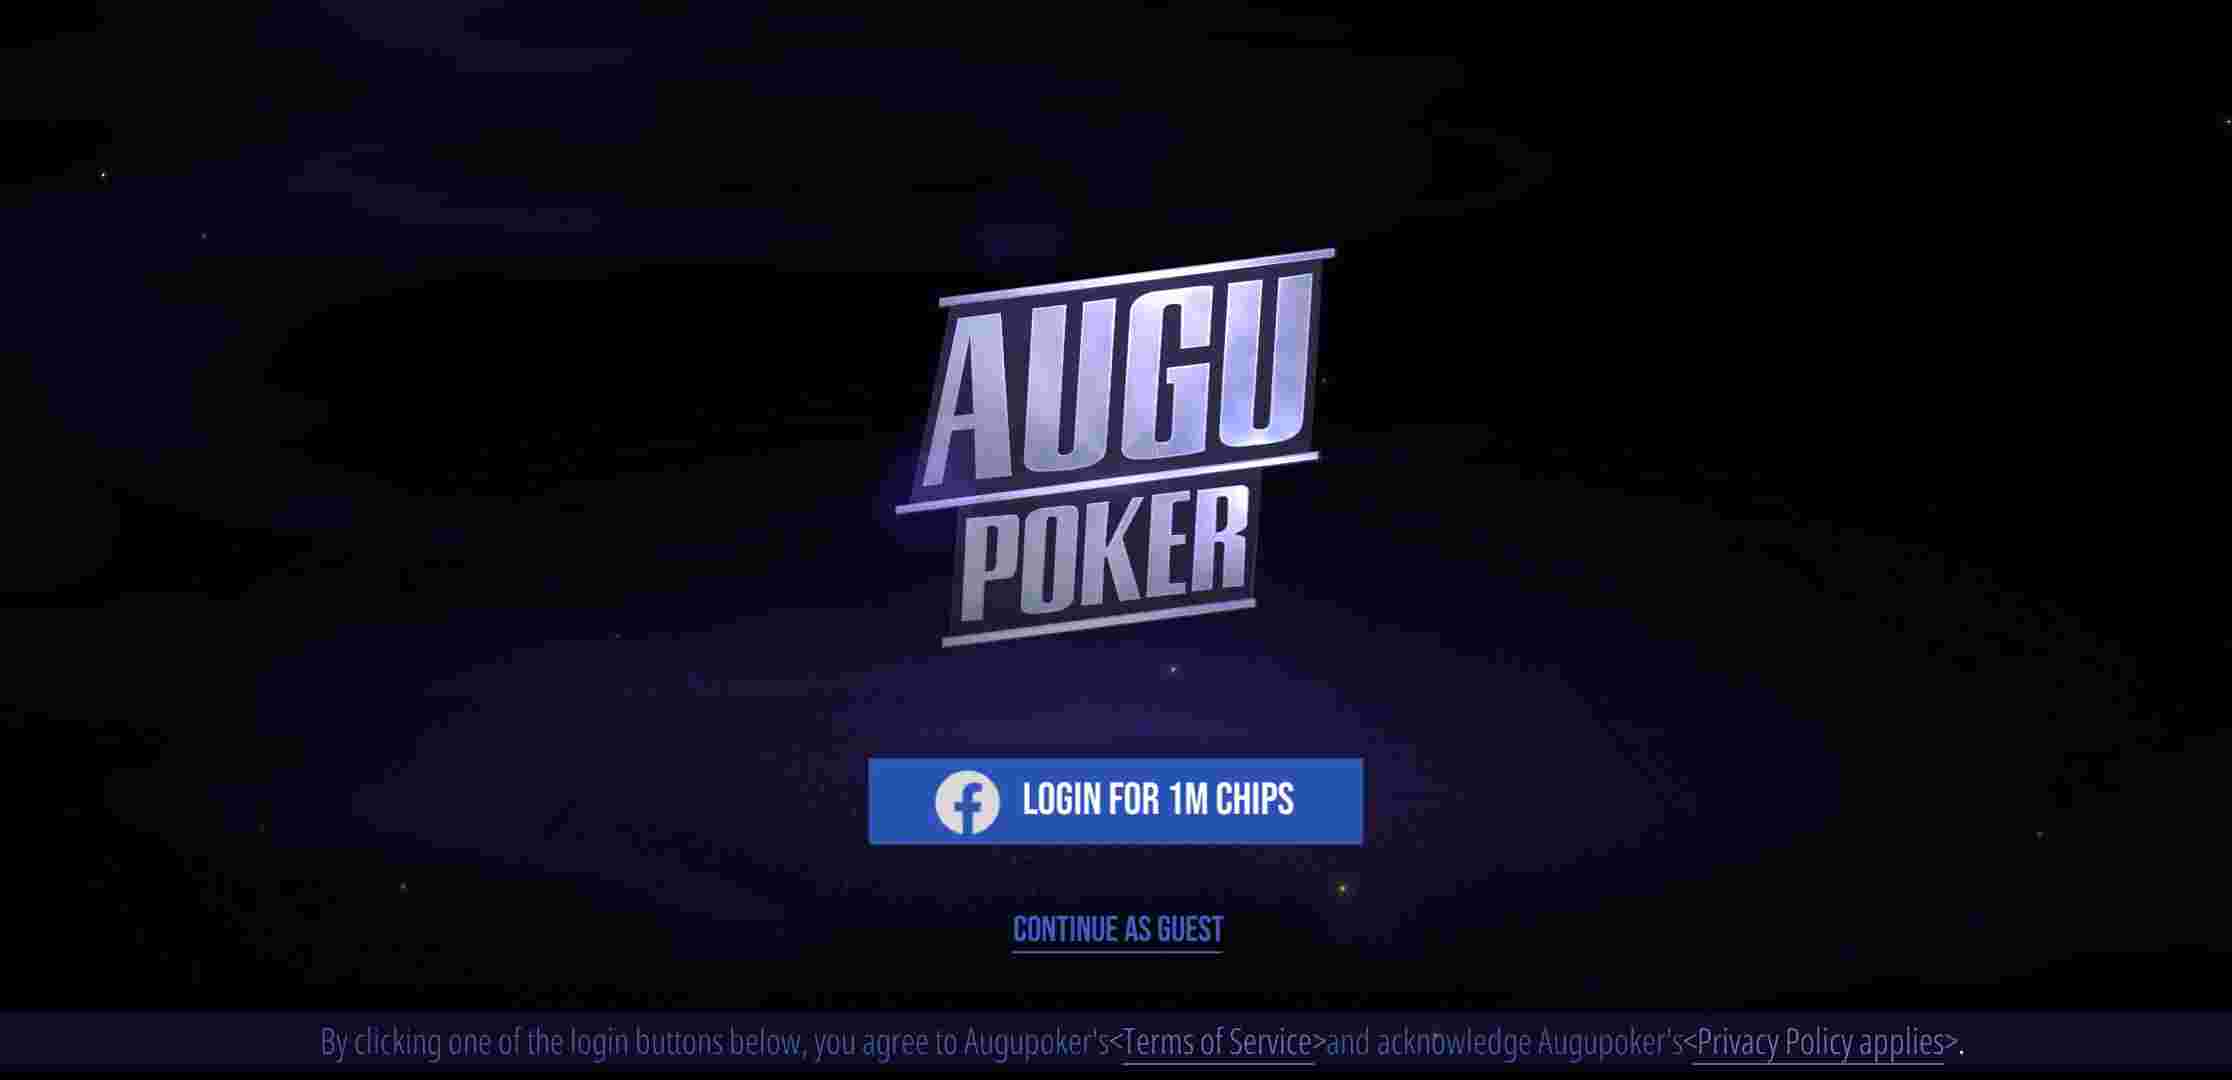 AUGU
POKER
LOGIN FOR 1M CHIPS
CONTINUE AS GUEST
By clicking one of the login buttons below, you agree to Augupoker's<Terms of Service>and acknowledge Augupoker's<Privacy Policy applies>.